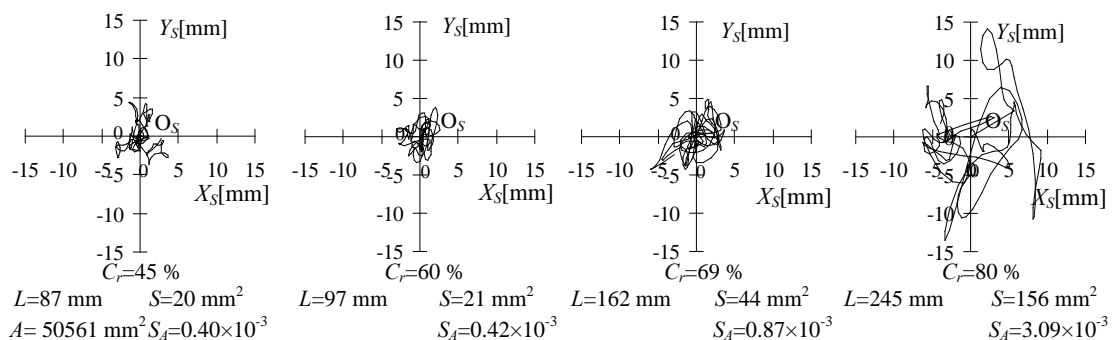 15 Y_S[mm] 15 Y_S[mm] 15 Y_S[mm] 15 Y_S[mm]
10 10 10 10
5 5 5 5
O_S O_S O_S O_S
0 0 0 0
-15 -10 -5 0 5 10 15 -15 -10 -5 0 5 10 15 -15 -10 -5 0 5 10 15 -15 -10 -5 0 5 10 15
-5 -5 -5 -5
X_S[mm] X_S[mm] X_S[mm] X_S[mm]
-10 -10 -10 -10
-15 -15 -15 -15
C_r=45 % C_r=60 % C_r=69 % C_r=80 %
L=87 mm S=20 mm² L=97 mm S=21 mm² L=162 mm S=44 mm² L=245 mm S=156 mm²
A= 50561 mm² S_A=0.40×10⁻³ S_A=0.42×10⁻³ S_A=0.87×10⁻³ S_A=3.09×10⁻³